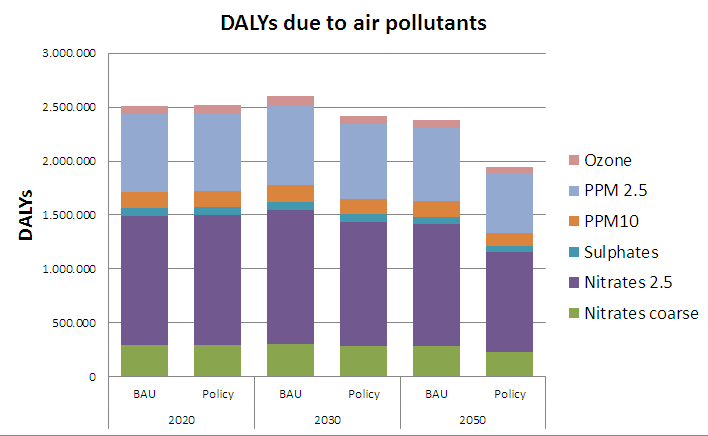 DALYs due to air pollutants
3.000.000
2.500.000
2.000.000
1.500.000
1.000.000
500.000
0
DALYs
BAU Policy BAU Policy BAU Policy
2020 2030 2050
Ozone
PPM 2.5
PPM10
Sulphates
Nitrates 2.5
Nitrates coarse